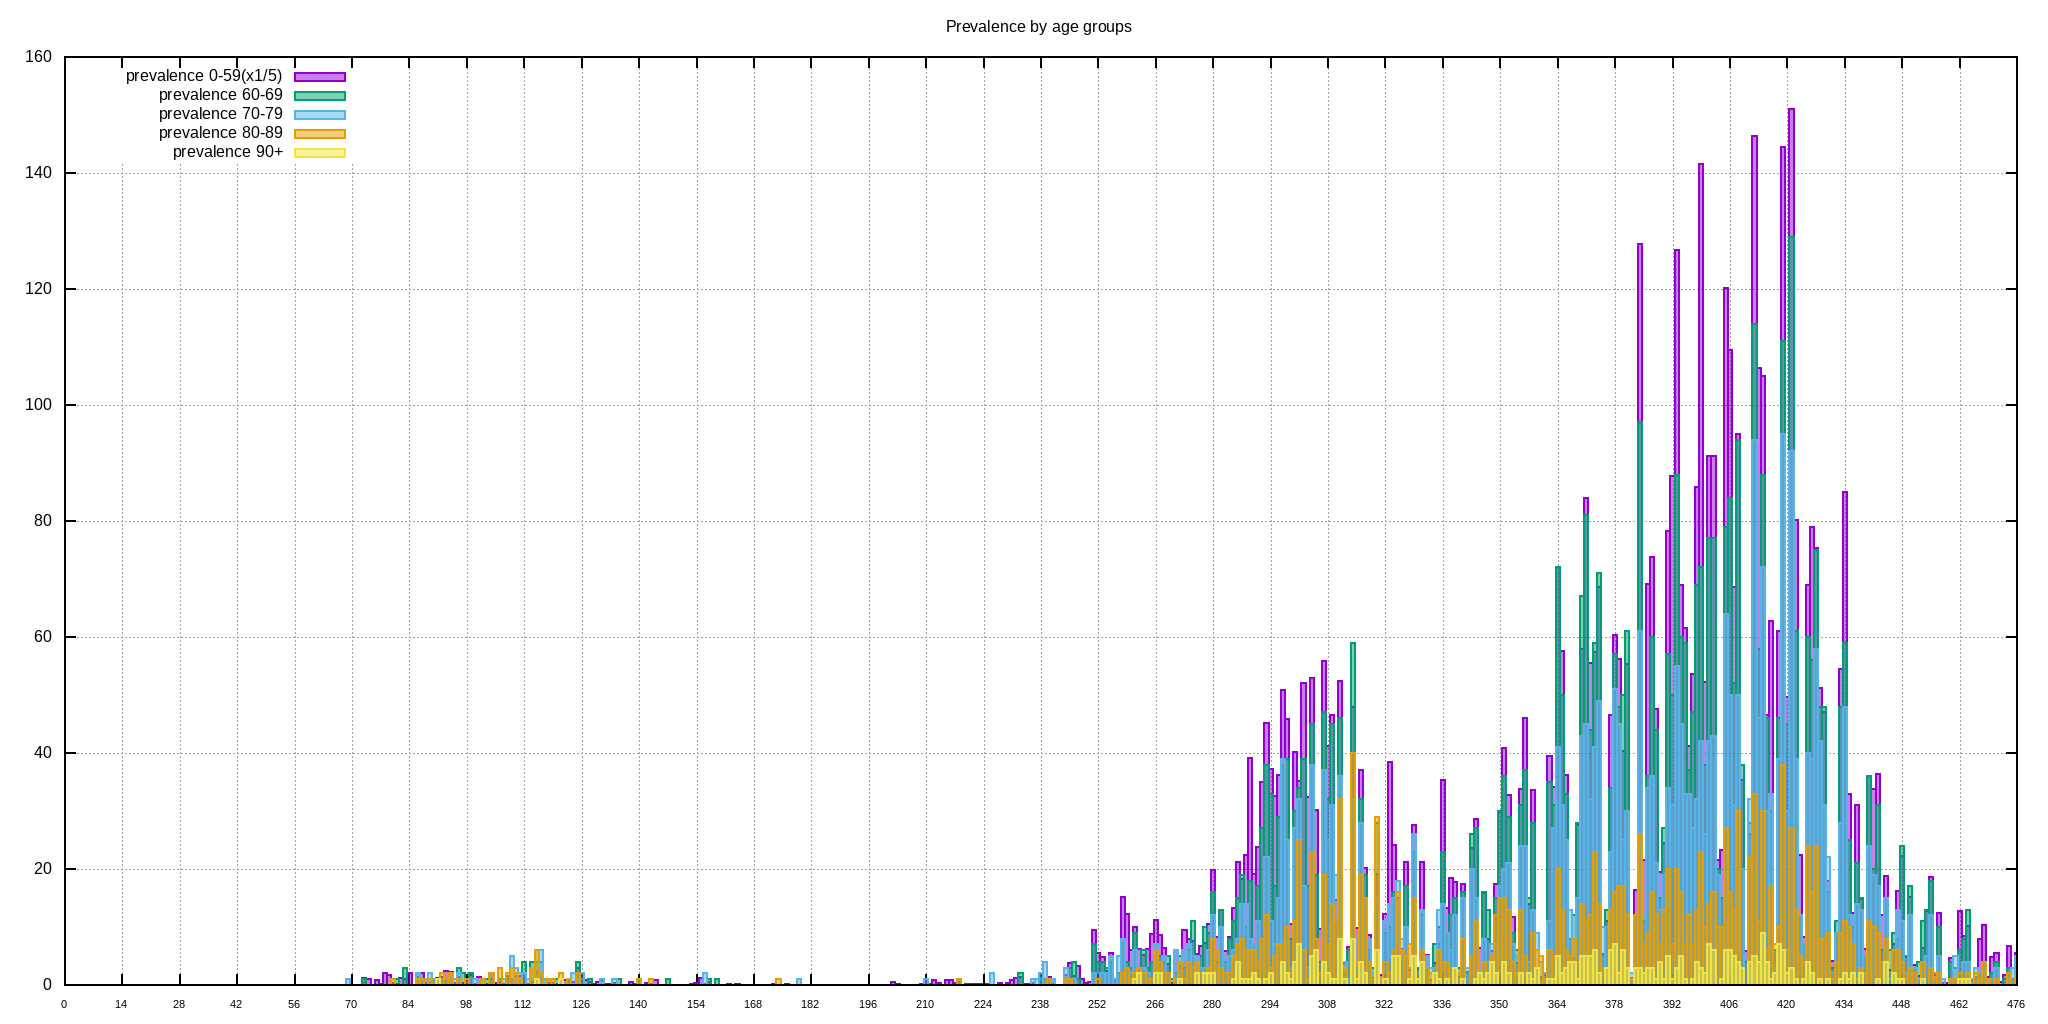 Prevalence by age groups
160
140
120
100
80
60
40
20
0
prevalence 0-59(x1/5)
prevalence 60-69
prevalence 70-79
prevalence 80-89
prevalence 90+
0 14 28 42 56 70 84 98 112 126 140 154 168 182 196 210 224 238 252 266 280 294 308 322 336 350 364 378 392 406 420 434 448 462 476